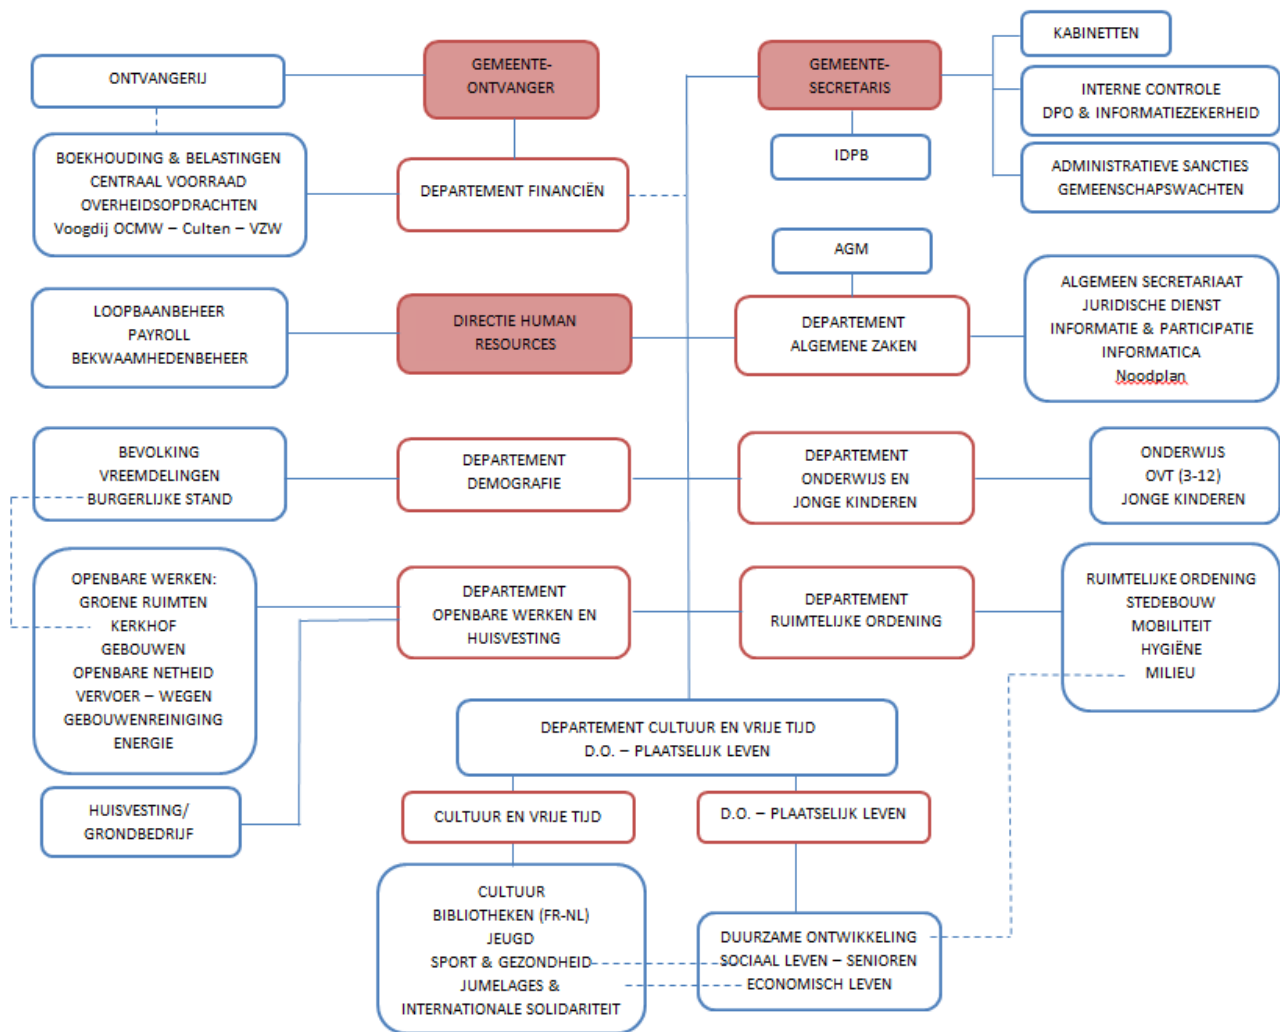 KABINETTEN
ONTVANGERIJ
GEMEENTE-
ONTVANGER
GEMEENTE-
SECRETARIS
INTERNE CONTROLE
DPO & INFORMATIEZEKERHEID
BOEKHOUDING & BELASTINGEN
CENTRAAL VOORRAAD
OVERHEIDSOPDRACHTEN
Voogdij OCMW – Culten – VZW
DEPARTEMENT FINANCIËN
IDPB
ADMINISTRATIEVE SANCTIES
GEMEENSCHAPSWACHTEN
AGM
LOOPBAANBEHEER
PAYROLL
BEKWAAMHEDENBEHEER
DIRECTIE HUMAN
RESOURCES
DEPARTEMENT
ALGEMENE ZAKEN
ALGEMEEN SECRETARIAAT
JURIDISCHE DIENST
INFORMATIE & PARTICIPATIE
INFORMATICA
Noodplan
BEVOLKING
VREEMDELINGEN
BURGERLIJKE STAND
DEPARTEMENT
DEMOGRAFIE
DEPARTEMENT
ONDERWIJS EN
JONGE KINDEREN
ONDERWIJS
OVT (3-12)
JONGE KINDEREN
OPENBARE WERKEN:
GROENE RUIMTEN
KERKHOF
GEBOUWEN
OPENBARE NETHEID
VERVOER – WEGEN
GEBOUWENREINIGING
ENERGIE
DEPARTEMENT
OPENBARE WERKEN EN
HUISVESTING
DEPARTEMENT
RUIMTELIJKE ORDENING
RUIMTELIJKE ORDENING
STEDEBOUW
MOBILITEIT
HYGIËNE
MILIEU
DEPARTEMENT CULTUUR EN VRIJE TIJD
D.O. – PLAATSELIJK LEVEN
HUISVESTING/
GRONDBEDRIJF
CULTUUR EN VRIJE TIJD
D.O. – PLAATSELIJK LEVEN
CULTUUR
BIBLIOTHEKEN (FR-NL)
JEUGD
SPORT & GEZONDHEID
JUMELAGES &
INTERNATIONALE SOLIDARITEIT
DUURZAME ONTWIKKELING
SOCIAAL LEVEN – SENIOREN
ECONOMISCH LEVEN